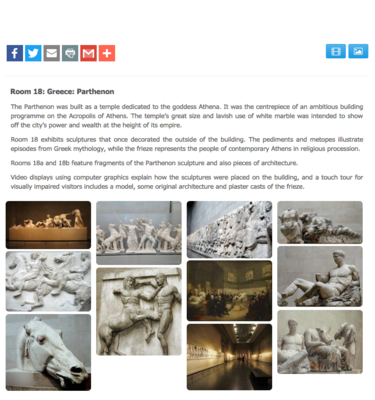 Room 18: Greece: Parthenon
The Parthenon was built as a temple dedicated to the goddess Athena. It was the centrepiece of an ambitious building
programme on the Acropolis of Athens. The temple's great size and lavish use of white marble was intended to show
off the city's power and wealth at the height of its empire.
Room 18 exhibits sculptures that once decorated the outside of the building. The pediments and metopes illustrate
episodes from Greek mythology, while the frieze represents the people of contemporary Athens in religious procession.
Rooms 18a and 18b feature fragments of the Parthenon sculpture and also pieces of architecture.
Video displays using computer graphics explain how the sculptures were placed on the building, and a touch tour for
visually impaired visitors includes a model, some original architecture and plaster casts of the frieze.